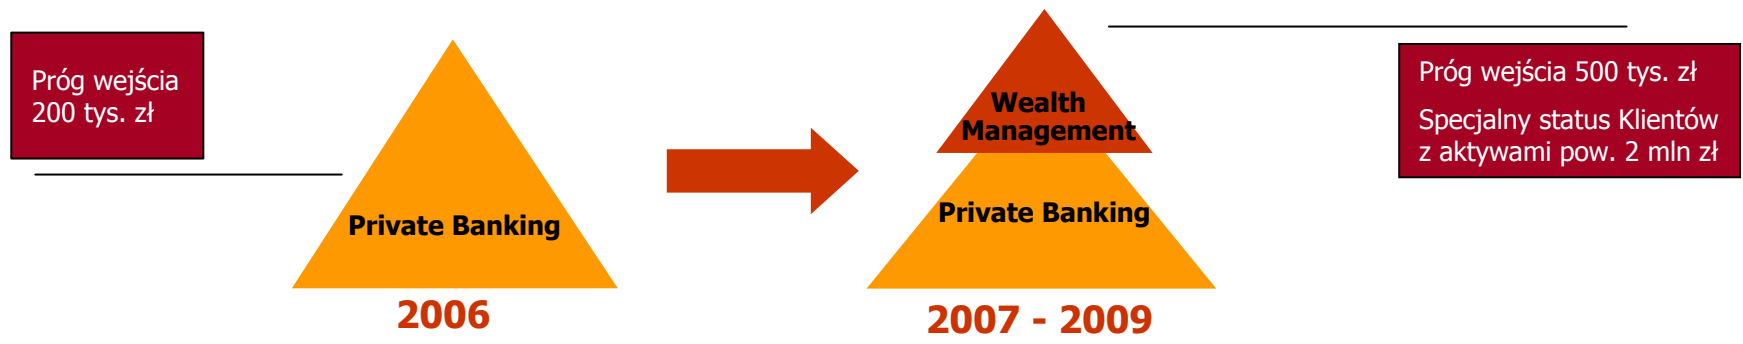 Próg wejścia
200 tys. zł
Private Banking
2006
Wealth
Management
Private Banking
2007 - 2009
Próg wejścia 500 tys. zł
Specjalny status Klientów
z aktywami pow. 2 mln zł